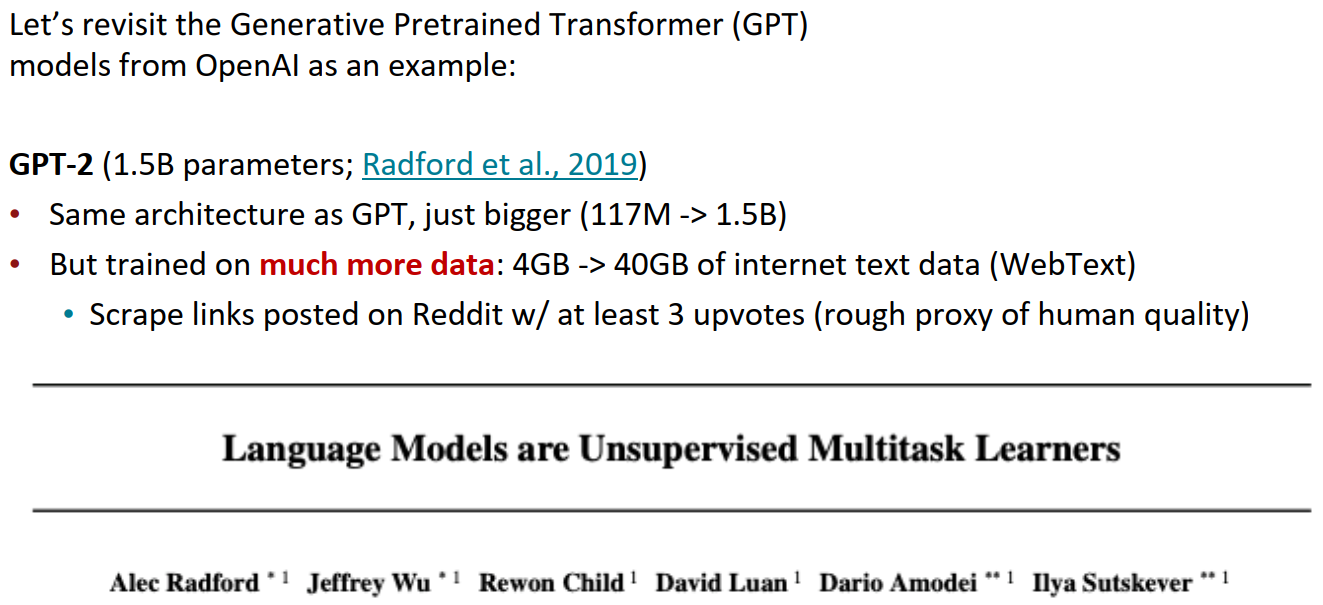 Let’s revisit the Generative Pretrained Transformer (GPT)
models from OpenAI as an example:
GPT-2 (1.5B parameters; Radford et al., 2019)
• Same architecture as GPT, just bigger (117M -> 1.5B)
• But trained on much more data: 4GB -> 40GB of internet text data (WebText)
• Scrape links posted on Reddit w/ at least 3 upvotes (rough proxy of human quality)
Language Models are Unsupervised Multitask Learners
Alec Radford * 1 Jeffrey Wu * 1 Rewon Child 1 David Luan 1 Dario Amodei ** 1 Ilya Sutskever ** 1